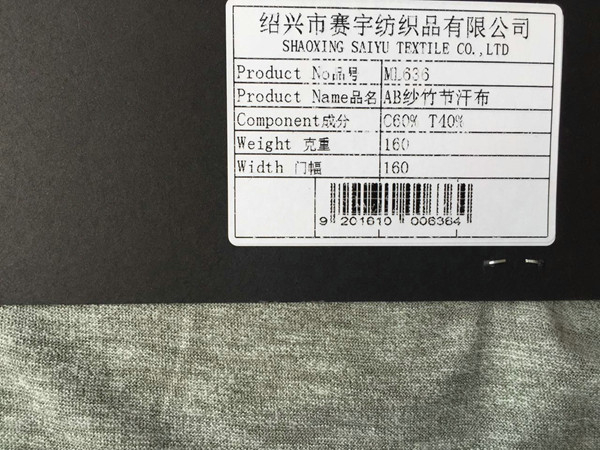 绍兴市赛宇纺织品有限公司
SHAOXING SAIYU TEXTILE CO.,LTD
Product No品号 ML636
Product Name品名 AB纱竹节汗布
Component成分 C60% T40%
Weight 克重 160
Width 门幅 160
9 201610 006364